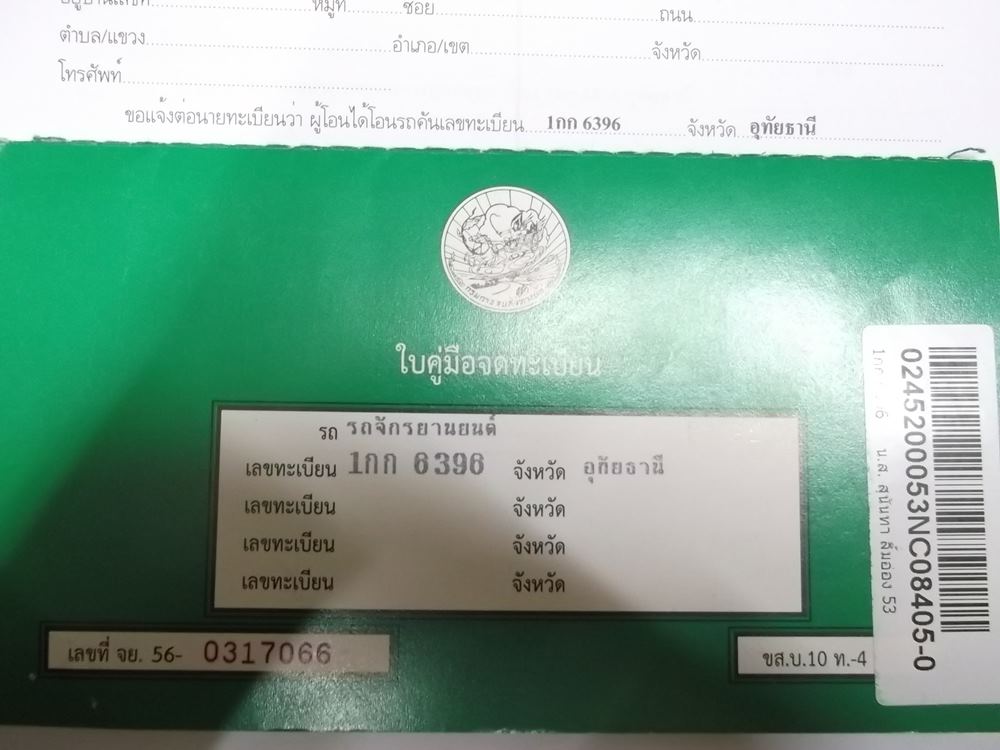 อยู่บ้านเลขที่ หมู่ที่ ซอย ถนน
ตำบล/แขวง อำเภอ/เขต จังหวัด
โทรศัพท์
ขอแจ้งต่อนายทะเบียนว่า ผู้โอนได้โอนรถคันเลขทะเบียน 1กก 6396 จังหวัด อุทัยธานี
ใบคู่มือจดทะเบียน
รถ รถจักรยานยนต์
เลขทะเบียน 1กก 6396 จังหวัด อุทัยธานี
เลขทะเบียน จังหวัด
เลขทะเบียน จังหวัด
เลขทะเบียน จังหวัด
เลขที่ จย. 56- 0317066
ขส.บ.10 ท.-4
0245200053NC08405-0
น.ส. สุนันทา ส้มอ่อง 53